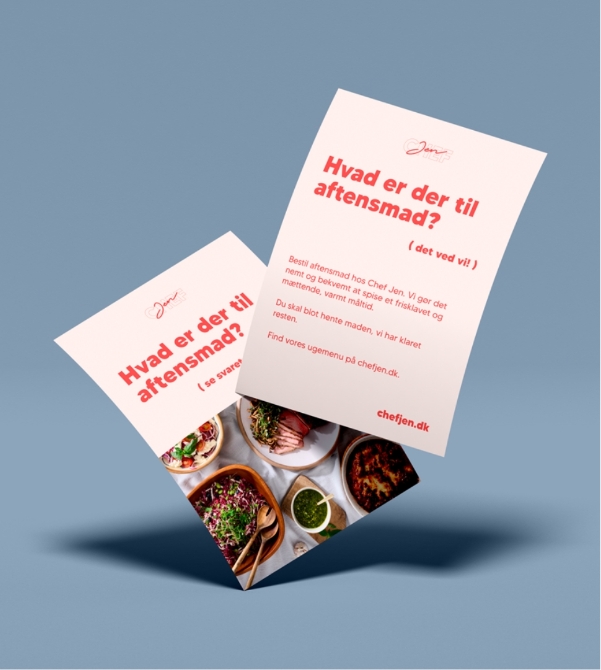 Jen
Hvad er der til
aftensmad?
( det ved vi! )
Bestil aftensmad hos Chef Jen. Vi gør det
nemt og bekvemt at spise et frisklavet og
mættende, varmt måltid.
Du skal blot hente maden, vi har klaret
resten.
Find vores ugemenu på chefjen.dk.
chefjen.dk
Jen
Hvad er der til
aftensmad?
( se svaret